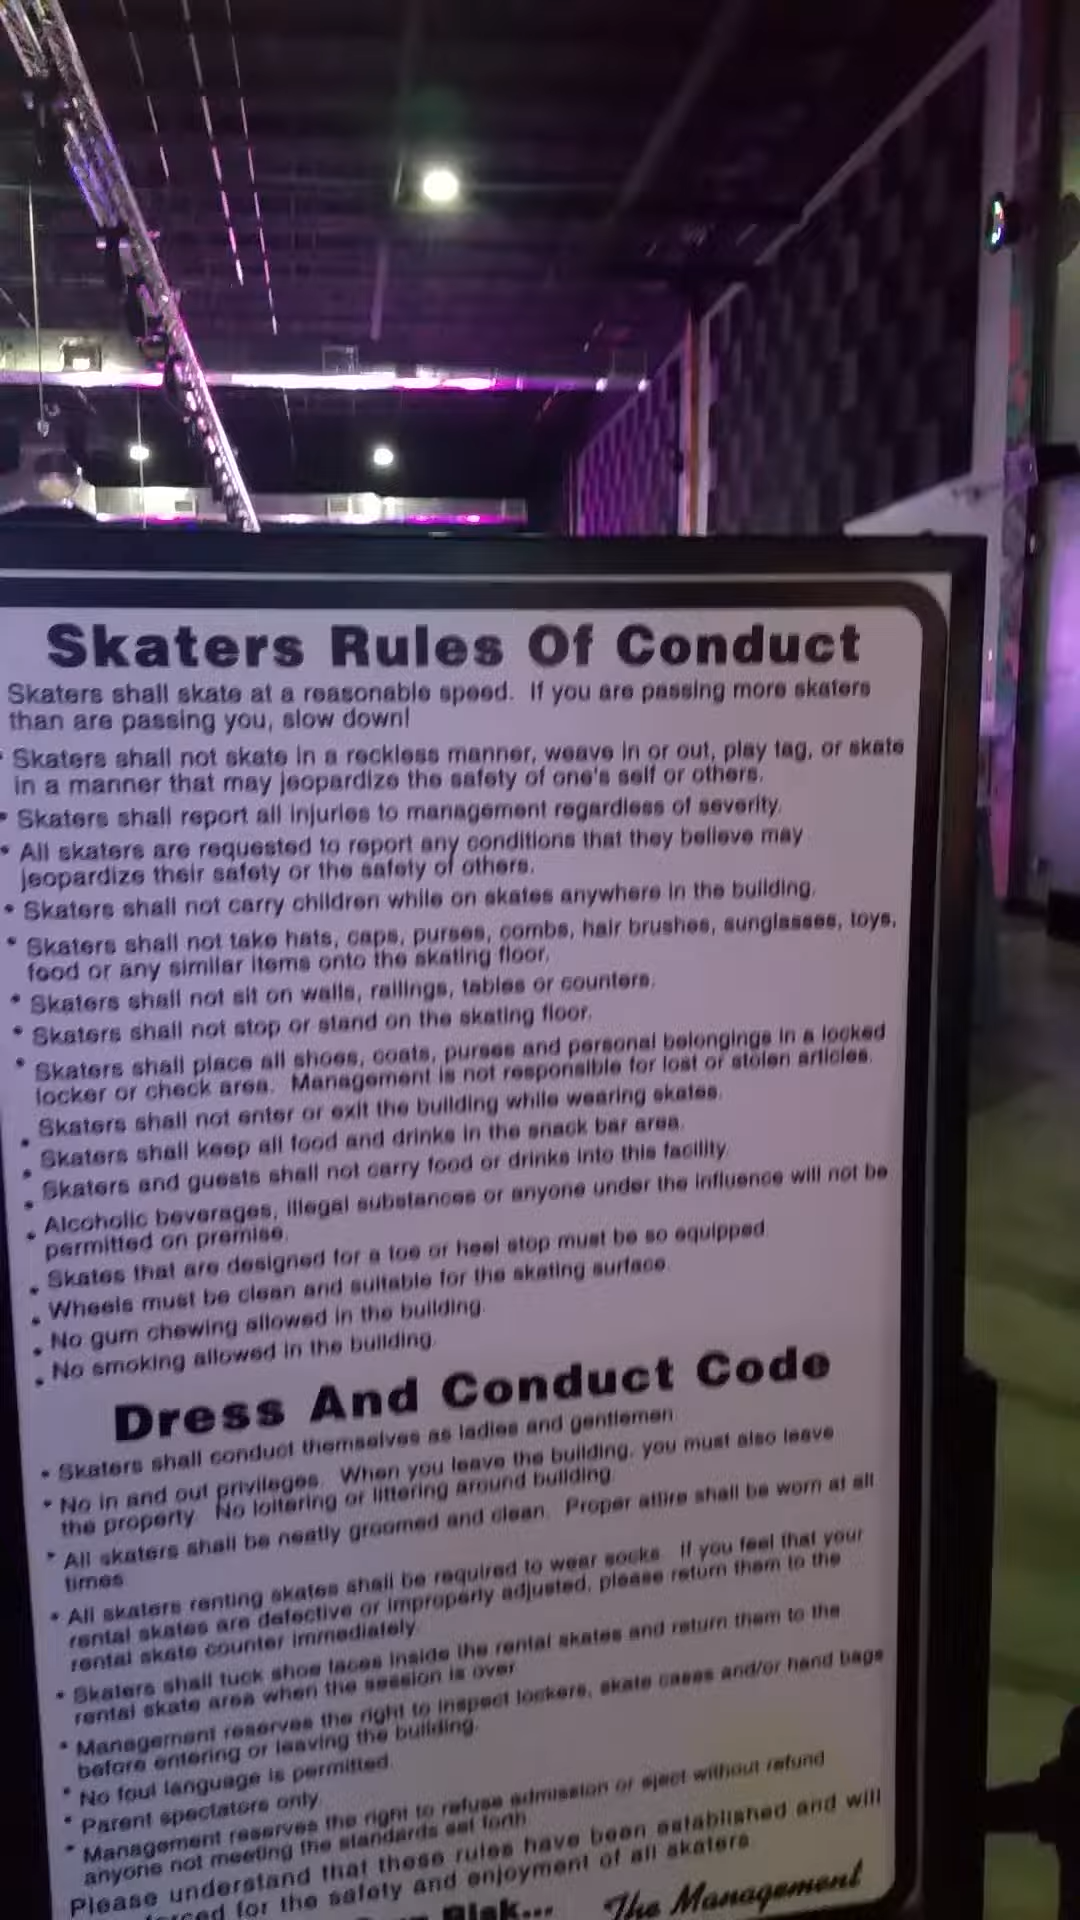 Skaters Rules Of Conduct
Skaters shall skate at a reasonable speed. If you are passing more skaters
than are passing you, slow down!
• Skaters shall not skate in a reckless manner, weave in or out, play tag, or skate
in a manner that may jeopardize the safety of one's self or others.
• Skaters shall report all injuries to management regardless of severity.
• All skaters are requested to report any conditions that they believe may
jeopardize their safety or the safety of others.
• Skaters shall not carry children while on skates anywhere in the building.
• Skaters shall not take hats, caps, purses, combs, hair brushes, sunglasses, toys,
food or any similar items onto the skating floor.
• Skaters shall not sit on walls, railings, tables or counters.
• Skaters shall not stop or stand on the skating floor.
• Skaters shall place all shoes, coats, purses and personal belongings in a locked
locker or check area. Management is not responsible for lost or stolen articles.
• Skaters shall not enter or exit the building while wearing skates.
• Skaters shall keep all food and drinks in the snack bar area.
• Skaters and guests shall not carry food or drinks into this facility.
• Alcoholic beverages, illegal substances or anyone under the influence will not be
permitted on premise.
• Skates that are designed for a toe or heel stop must be so equipped.
• Wheels must be clean and suitable for the skating surface.
• No gum chewing allowed in the building.
• No smoking allowed in the building.
Dress And Conduct Code
• Skaters shall conduct themselves as ladies and gentlemen.
• No in and out privileges. When you leave the building, you must also leave
the property. No loitering or littering around building.
• All skaters shall be neatly groomed and clean. Proper attire shall be worn at all
times.
• All skaters renting skates shall be required to wear socks. If you feel that your
rental skates are defective or improperly adjusted, please return them to the
rental skate counter immediately.
• Skaters shall tuck shoe laces inside the rental skates and return them to the
rental skate area when the session is over.
• Management reserves the right to inspect lockers, skate cases and/or hand bags
before entering or leaving the building.
• No foul language is permitted.
• Parent spectators only.
• Management reserves the right to refuse admission or eject without refund
anyone not meeting the standards set forth.
Please understand that these rules have been established and will
for the safety and enjoyment of all skaters
Risk... The Management